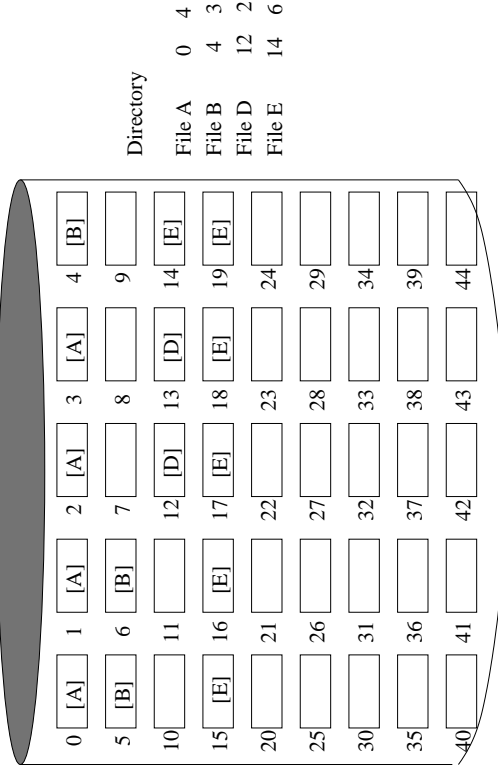 0 [A] 1 [A] 2 [A] 3 [A] 4 [B]
5 [B] 6 [B] 7 8 9
10 11 12 [D] 13 [D] 14 [E]
15 [E] 16 [E] 17 [E] 18 [E] 19 [E]
20 21 22 23 24
25 26 27 28 29
30 31 32 33 34
35 36 37 38 39
40 41 42 43 44
Directory
File A 0 4
File B 4 3
File D 12 2
File E 14 6